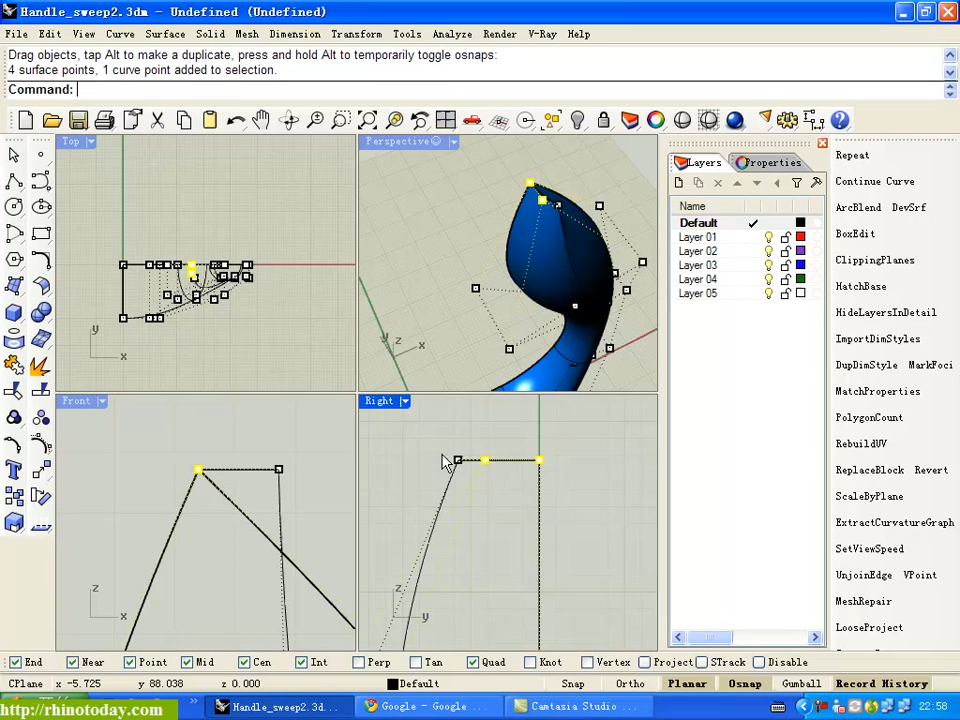 Handle_sweep2.3dm - Undefined (Undefined)
File Edit View Curve Surface Solid Mesh Dimension Transform Tools Analyze Render V-Ray Help
Drag objects, tap Alt to make a duplicate, press and hold Alt to temporarily toggle osnaps:
4 surface points, 1 curve point added to selection.
Command:
Top
Perspective
Layers Properties
Name
Default
Layer 01
Layer 02
Layer 03
Layer 04
Layer 05
Repeat
Continue Curve
ArcBlend DevSrf
BoxEdit
ClippingPlanes
HatchBase
HideLayersInDetail
ImportDimStyles
DupDimStyle MarkFoci
MatchProperties
PolygonCount
RebuildUV
ReplaceBlock Revert
ScaleByPlane
ExtractCurvatureGraph
SetViewSpeed
UnjoinEdge VPoint
MeshRepair
LooseProject
y
x
z
y
x
Front
Right
z
x
z
y
End Near Point Mid Cen Int Perp Tan Quad Knot Vertex Project STrack Disable
CPlane x -5.725 y 88.038 z 0.000 Default Snap Ortho Planar Osnap Gumball Record History
http://rhinotoday.com
Handle_sweep2.3d...
Google - Google ...
Camtasia Studio ...
22:58